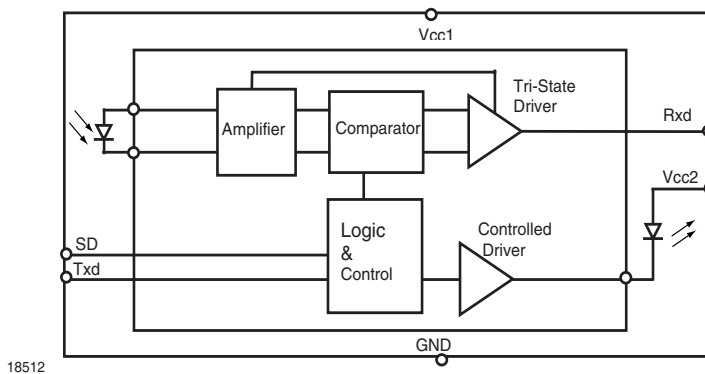 Vcc1
Tri-State
Driver
Amplifier
Comparator
Rxd
Vcc2
SD
Txd
Logic
&
Control
Controlled
Driver
GND
18512